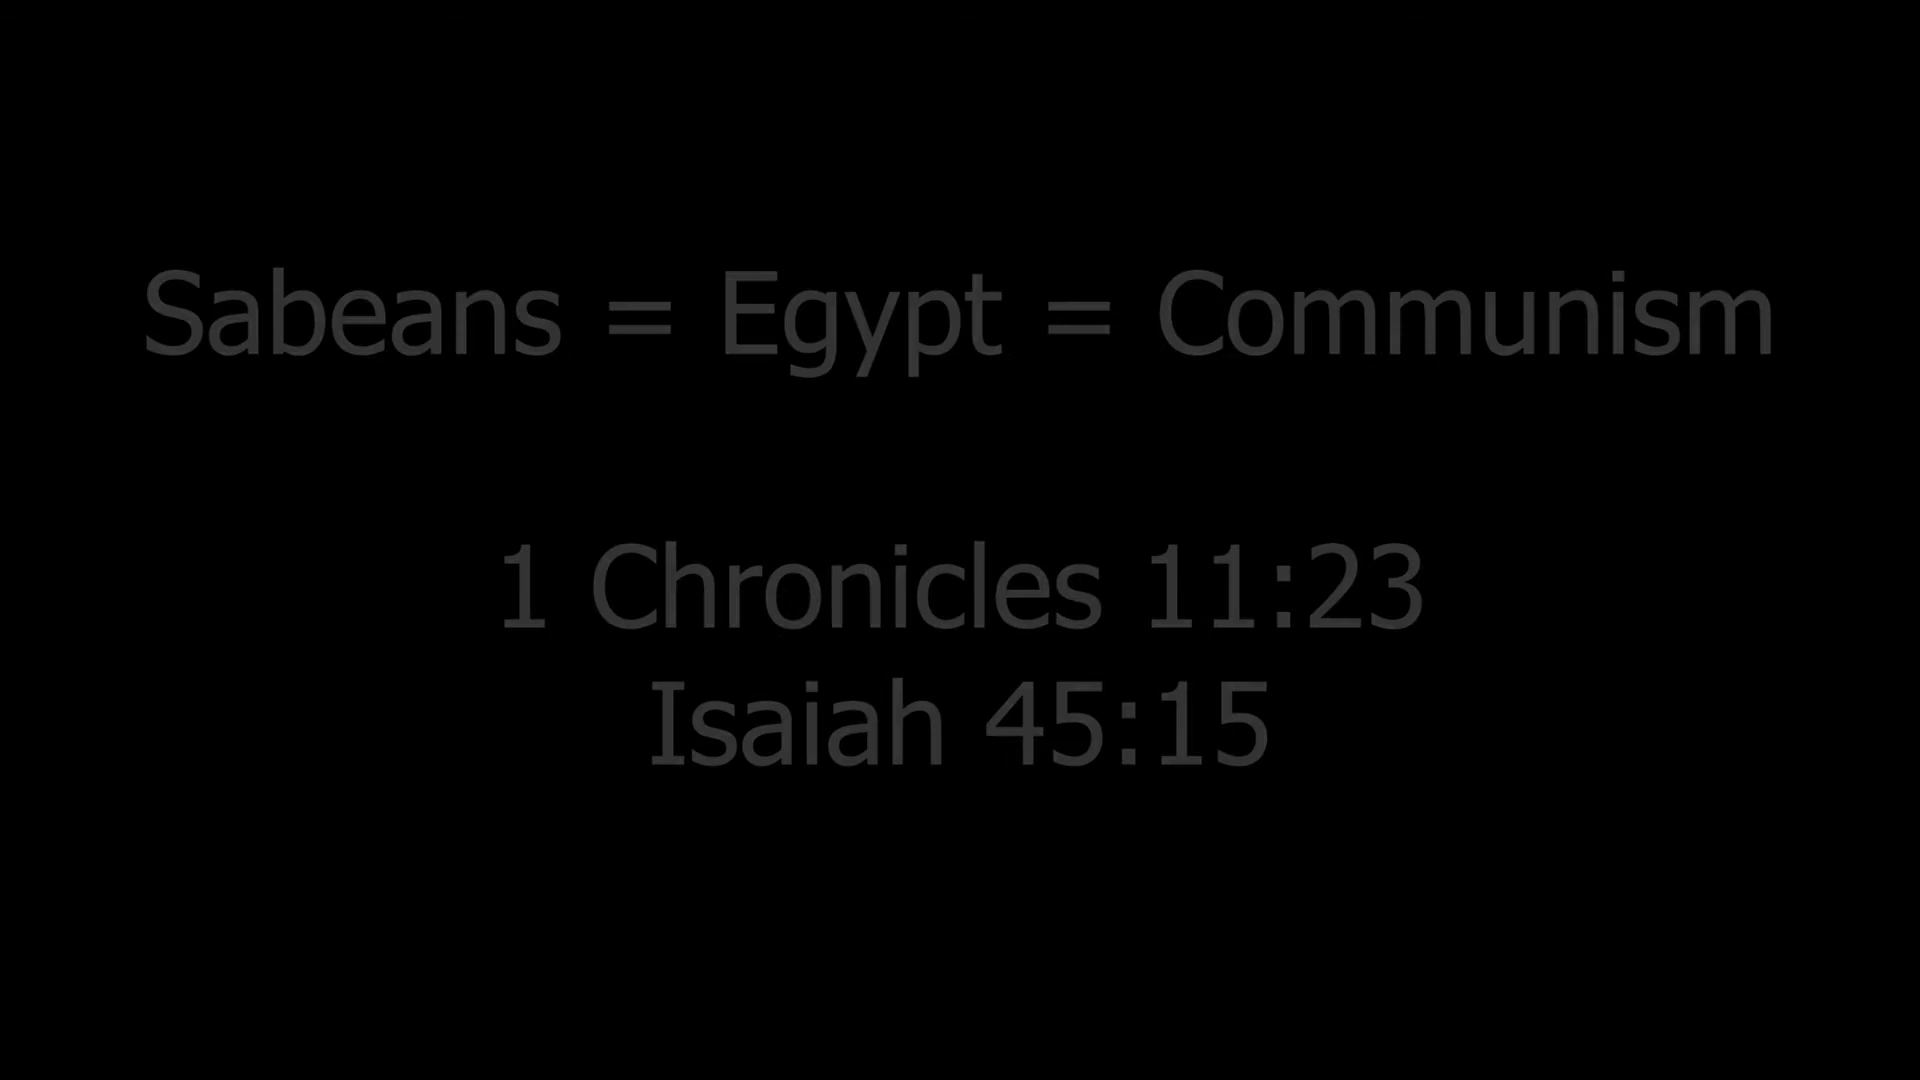 Sabeans = Egypt = Communism
1 Chronicles 11:23
Isaiah 45:15